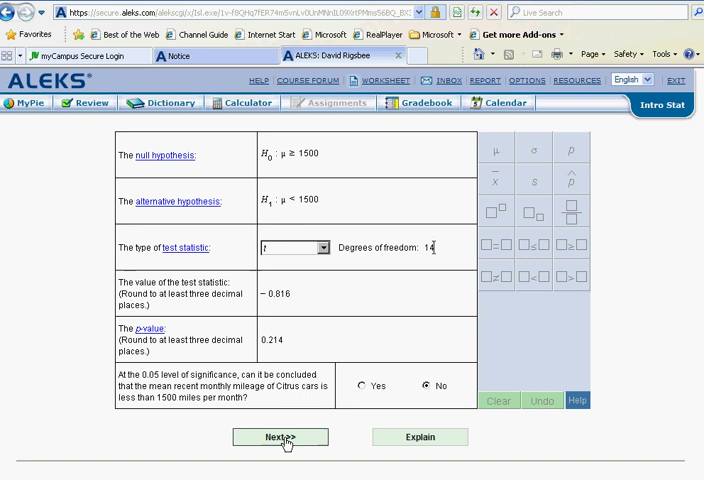 https://secure.aleks.com/alekscgi/x/Isl.exe/1v-f8QHq7fER74m5vnLv0UnMNnIL09XrtPMms56BQ_BX
Live Search
Favorites
Best of the Web
Channel Guide
Internet Start
Microsoft
RealPlayer
Microsoft
Get more Add-ons
myCampus Secure Login
Notice
ALEKS: David Rigsbee
Page
Safety
Tools
ALEKS®
HELP
COURSE FORUM
WORKSHEET
INBOX
REPORT
OPTIONS
RESOURCES
English
EXIT
MyPie
Review
Dictionary
Calculator
Assignments
Gradebook
Calendar
Intro Stat
The null hypothesis:
H₀ : μ ≥ 1500
The alternative hypothesis:
H₁ : μ < 1500
The type of test statistic:
t
Degrees of freedom: 14
The value of the test statistic:
(Round to at least three decimal
places.)
− 0.816
The p-value:
(Round to at least three decimal
places.)
0.214
At the 0.05 level of significance, can it be concluded
that the mean recent monthly mileage of Citrus cars is
less than 1500 miles per month?
Yes
No
μ σ p
x̄ s p̂
□=□ □≤□ □≥□
□≠□ □<□ □>□
Clear
Undo
Help
Next>>
Explain